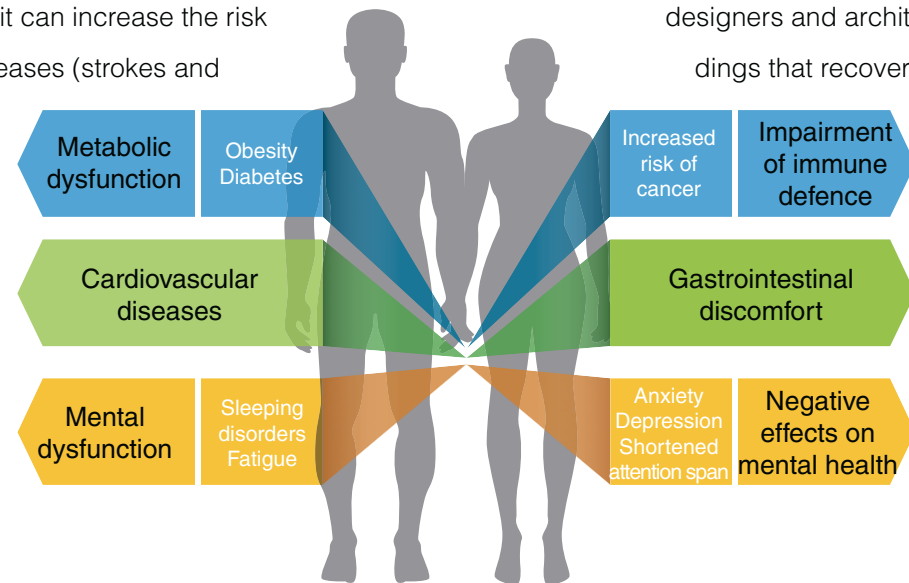 it can increase the risk
eases (strokes and
designers and archit
dings that recover
Metabolic
dysfunction
Obesity
Diabetes
Increased
risk of
cancer
Impairment
of immune
defence
Cardiovascular
diseases
Gastrointestinal
discomfort
Mental
dysfunction
Sleeping
disorders
Fatigue
Anxiety
Depression
Shortened
attention span
Negative
effects on
mental health